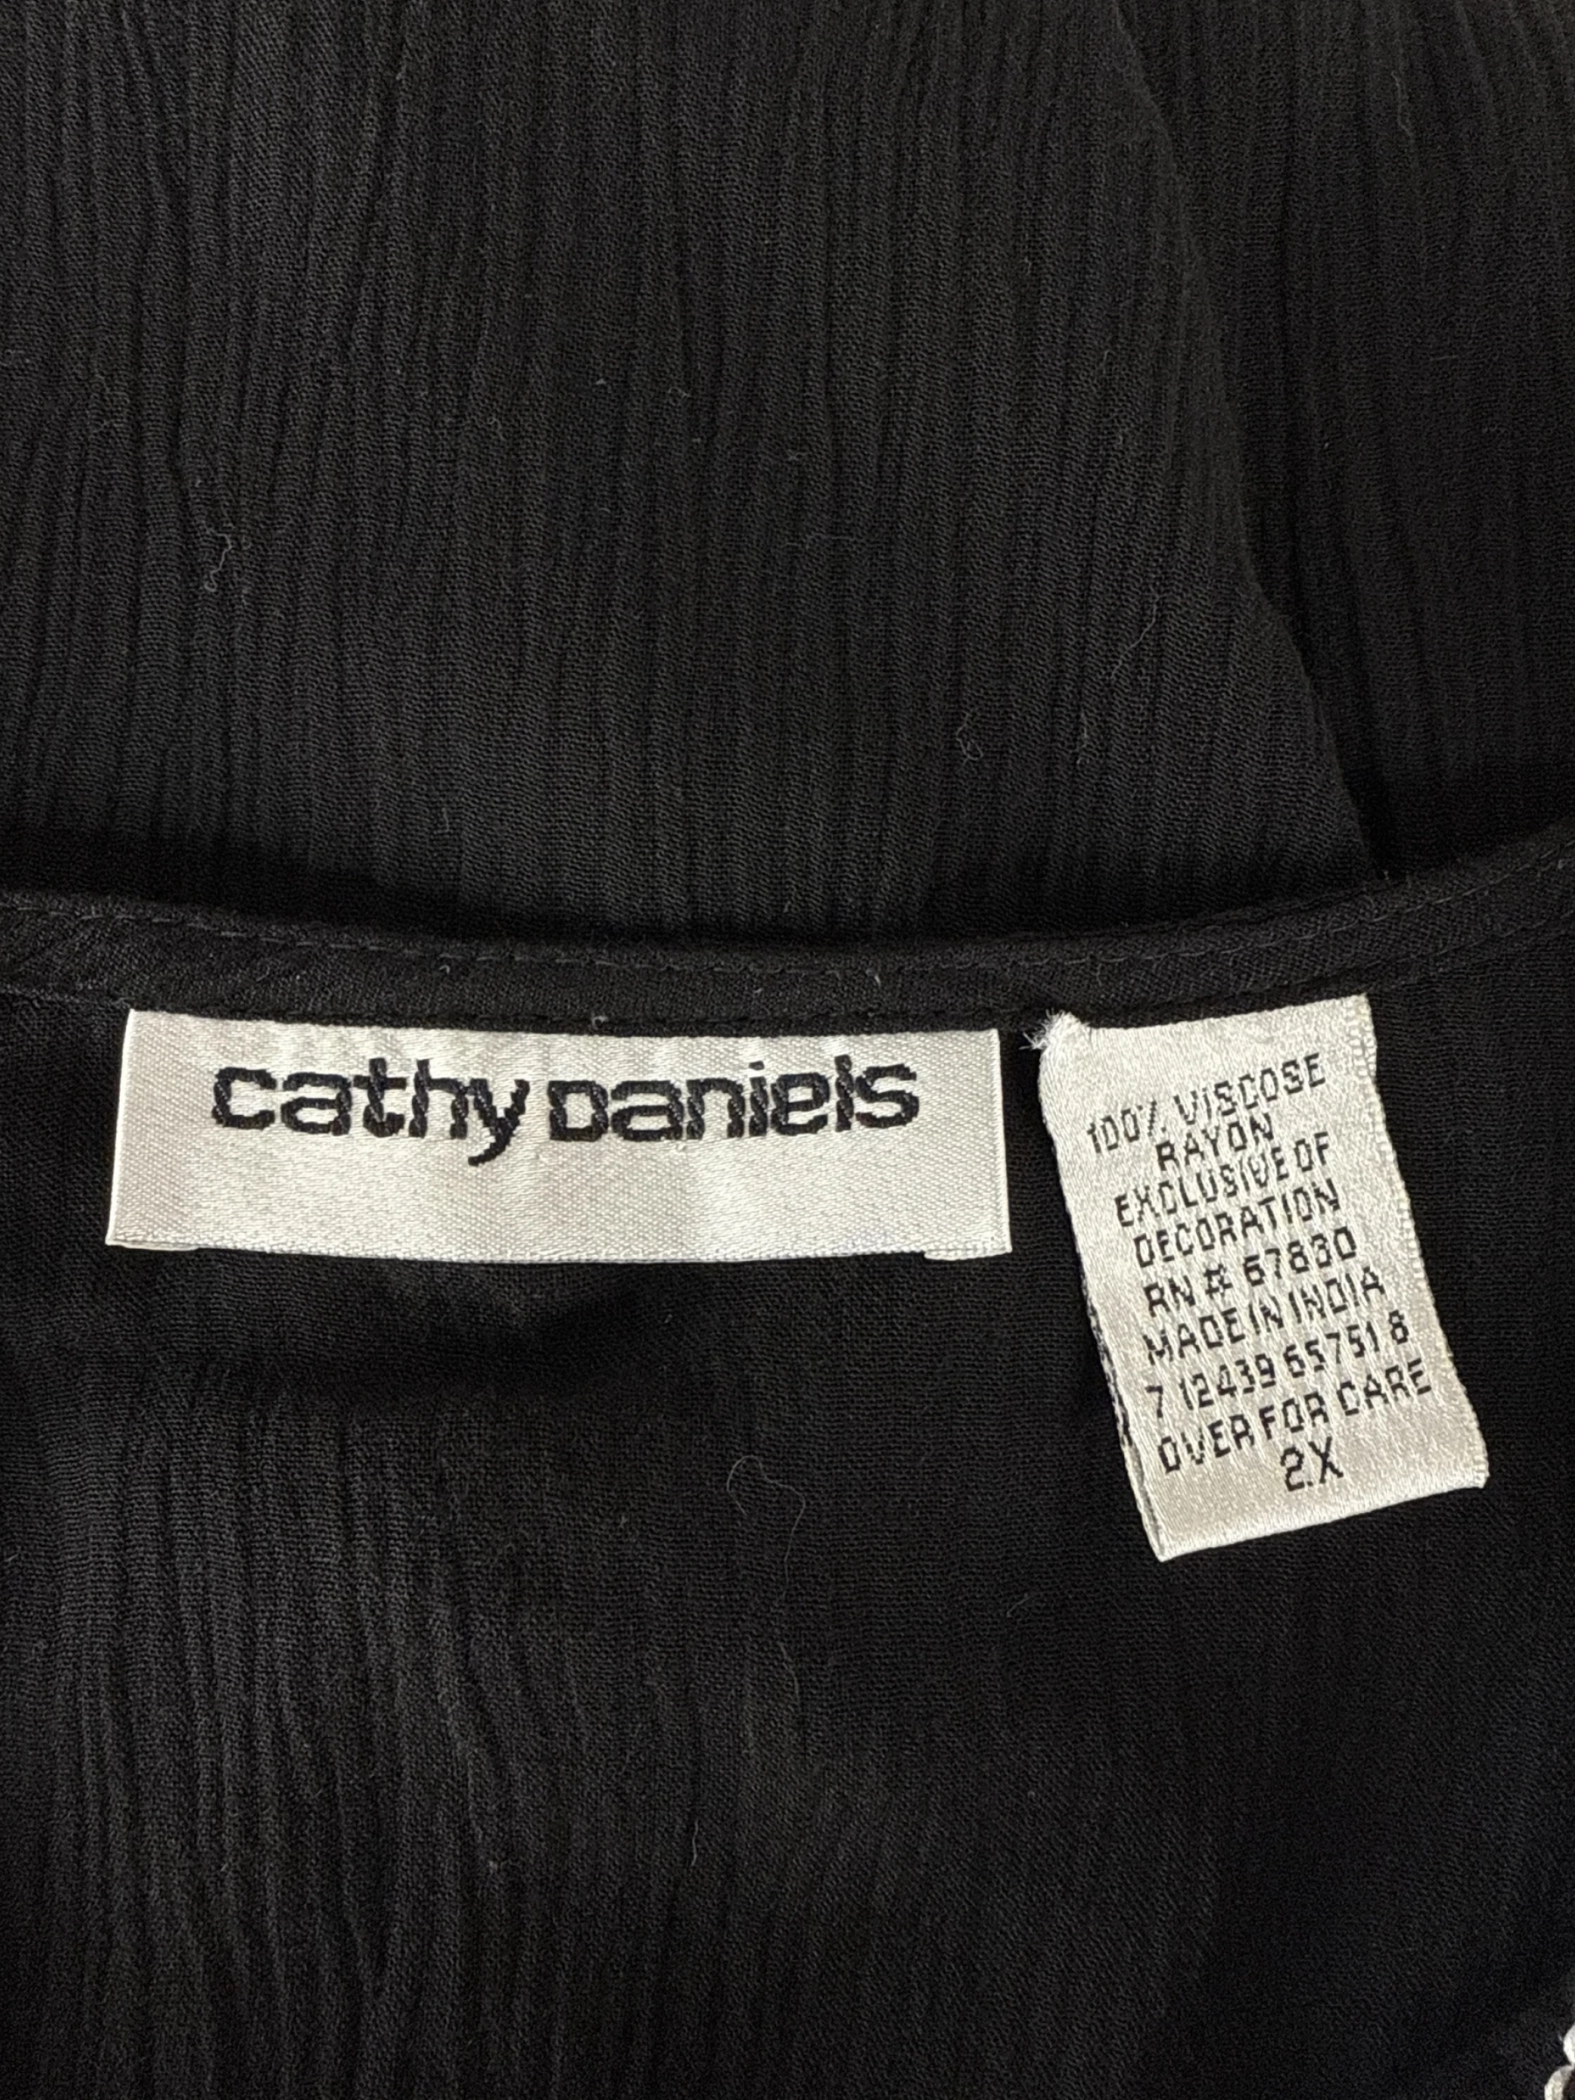 cathy Daniels
100% VISCOSE
RAYON
EXCLUSIVE OF
DECORATION
RN # 67830
MADE IN INDIA
7 12439 65751 8
OVER FOR CARE
2X